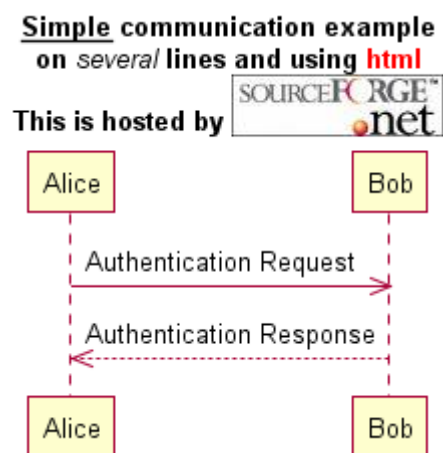 Simple communication example
on several lines and using html
This is hosted by SOURCEFORGE™.net
Alice Bob
Authentication Request
Authentication Response
Alice Bob